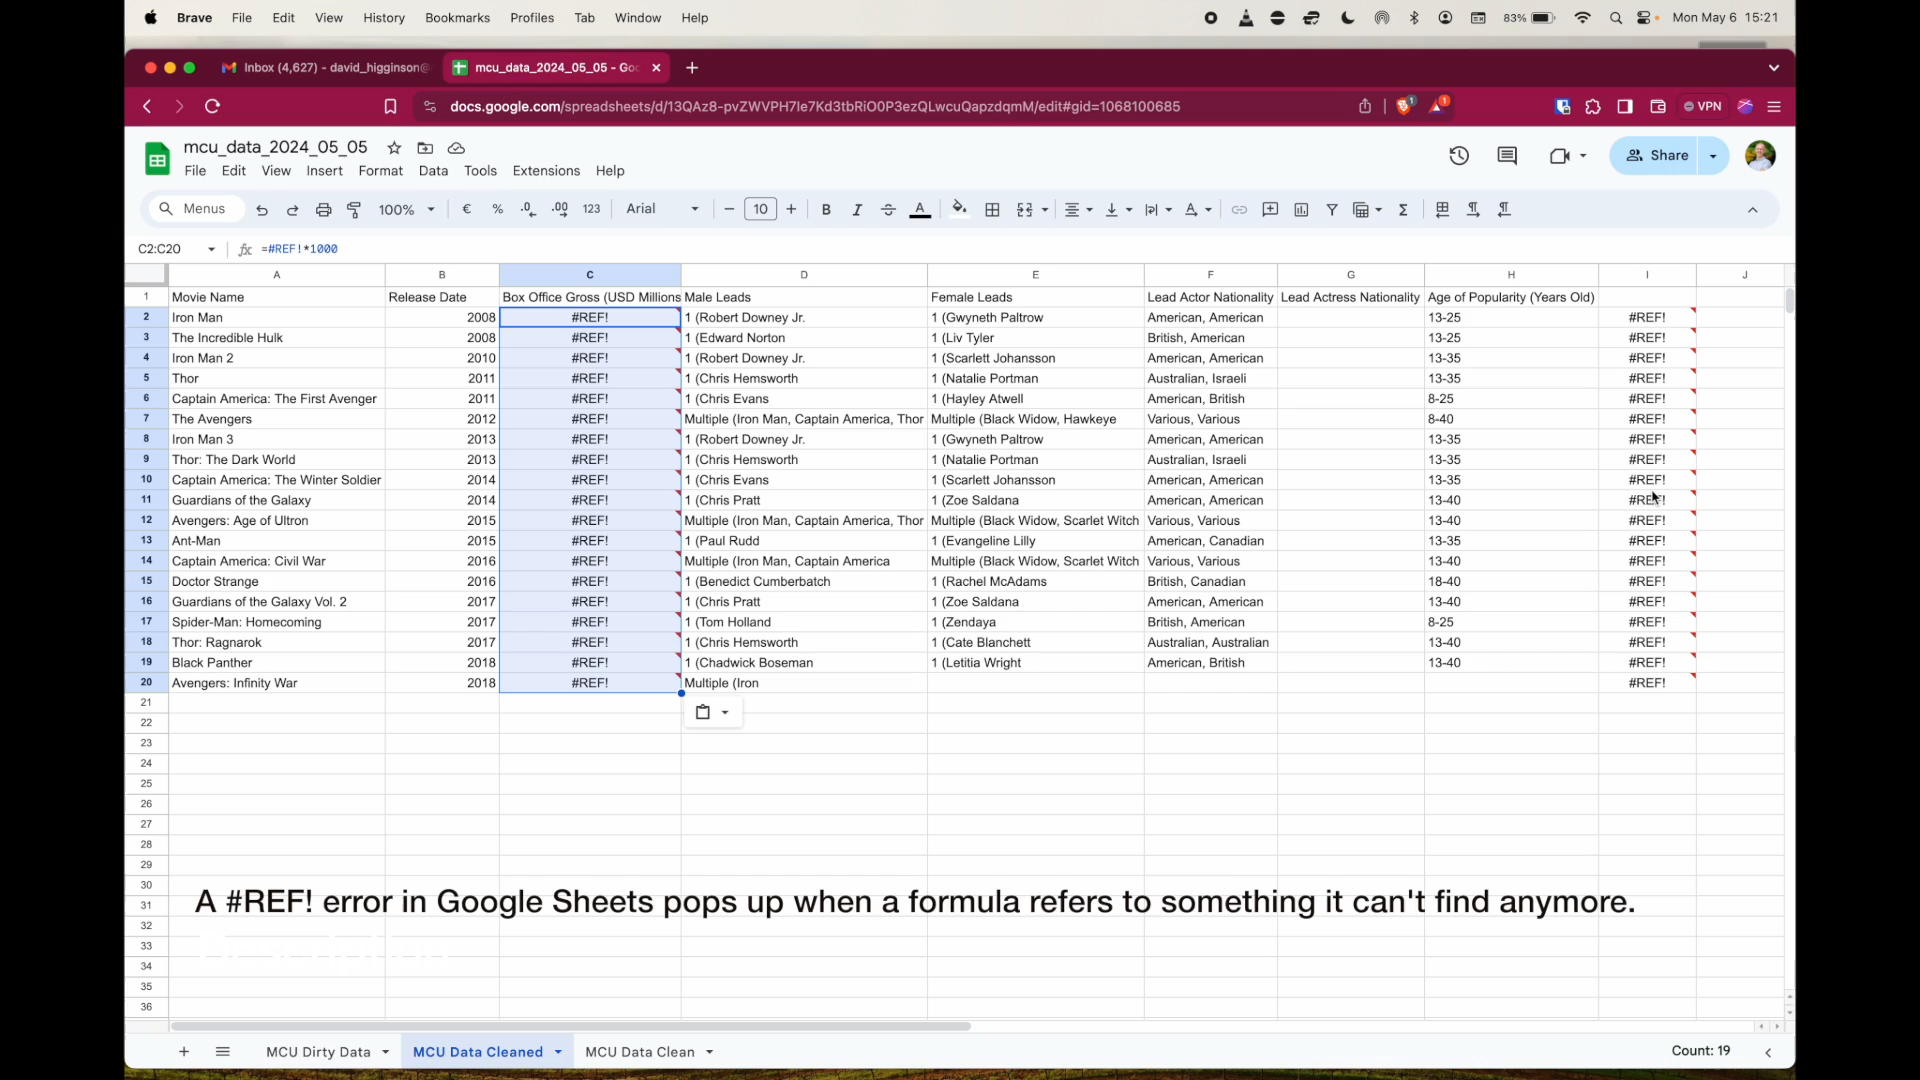 Brave File Edit View History Bookmarks Profiles Tab Window Help 83% Mon May 6 15:21
Inbox (4,627) - david_higginson@ mcu_data_2024_05_05 - Goo
docs.google.com/spreadsheets/d/13QAz8-pvZWVPH7Ie7Kd3tbRiO0P3ezQLwcuQapzdqmM/edit#gid=1068100685 1 1 VPN
mcu_data_2024_05_05
File Edit View Insert Format Data Tools Extensions Help
Share
Menus 100% € % .0 .00 123 Arial 10 B I A
C2:C20 fx =#REF!*1000
A B C D E F G H I J
1 Movie Name Release Date Box Office Gross (USD Millions Male Leads Female Leads Lead Actor Nationality Lead Actress Nationality Age of Popularity (Years Old)
2 Iron Man 2008 #REF! 1 (Robert Downey Jr. 1 (Gwyneth Paltrow American, American 13-25 #REF!
3 The Incredible Hulk 2008 #REF! 1 (Edward Norton 1 (Liv Tyler British, American 13-25 #REF!
4 Iron Man 2 2010 #REF! 1 (Robert Downey Jr. 1 (Scarlett Johansson American, American 13-35 #REF!
5 Thor 2011 #REF! 1 (Chris Hemsworth 1 (Natalie Portman Australian, Israeli 13-35 #REF!
6 Captain America: The First Avenger 2011 #REF! 1 (Chris Evans 1 (Hayley Atwell American, British 8-25 #REF!
7 The Avengers 2012 #REF! Multiple (Iron Man, Captain America, Thor Multiple (Black Widow, Hawkeye Various, Various 8-40 #REF!
8 Iron Man 3 2013 #REF! 1 (Robert Downey Jr. 1 (Gwyneth Paltrow American, American 13-35 #REF!
9 Thor: The Dark World 2013 #REF! 1 (Chris Hemsworth 1 (Natalie Portman Australian, Israeli 13-35 #REF!
10 Captain America: The Winter Soldier 2014 #REF! 1 (Chris Evans 1 (Scarlett Johansson American, American 13-35 #REF!
11 Guardians of the Galaxy 2014 #REF! 1 (Chris Pratt 1 (Zoe Saldana American, American 13-40 #REF!
12 Avengers: Age of Ultron 2015 #REF! Multiple (Iron Man, Captain America, Thor Multiple (Black Widow, Scarlet Witch Various, Various 13-40 #REF!
13 Ant-Man 2015 #REF! 1 (Paul Rudd 1 (Evangeline Lilly American, Canadian 13-35 #REF!
14 Captain America: Civil War 2016 #REF! Multiple (Iron Man, Captain America Multiple (Black Widow, Scarlet Witch Various, Various 13-40 #REF!
15 Doctor Strange 2016 #REF! 1 (Benedict Cumberbatch 1 (Rachel McAdams British, Canadian 18-40 #REF!
16 Guardians of the Galaxy Vol. 2 2017 #REF! 1 (Chris Pratt 1 (Zoe Saldana American, American 13-40 #REF!
17 Spider-Man: Homecoming 2017 #REF! 1 (Tom Holland 1 (Zendaya British, American 8-25 #REF!
18 Thor: Ragnarok 2017 #REF! 1 (Chris Hemsworth 1 (Cate Blanchett Australian, Australian 13-40 #REF!
19 Black Panther 2018 #REF! 1 (Chadwick Boseman 1 (Letitia Wright American, British 13-40 #REF!
20 Avengers: Infinity War 2018 #REF! Multiple (Iron #REF!
21
22
23
24
25
26
27
28
29
30
31 A #REF! error in Google Sheets pops up when a formula refers to something it can't find anymore.
32
33
34
35
36
MCU Dirty Data MCU Data Cleaned MCU Data Clean Count: 19